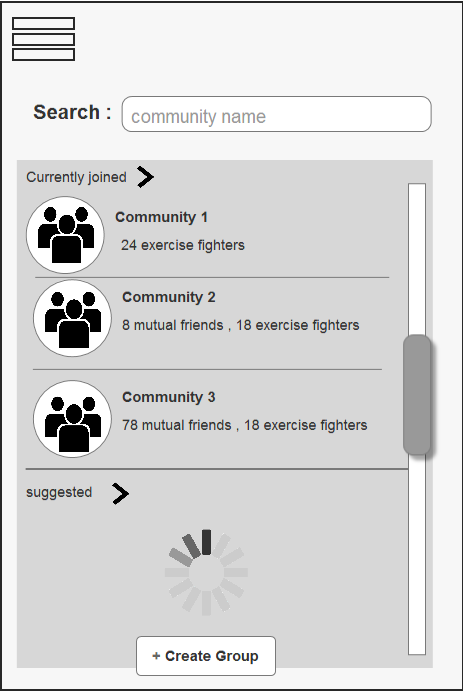 Search :
community name
Currently joined
Community 1
24 exercise fighters
Community 2
8 mutual friends , 18 exercise fighters
Community 3
78 mutual friends , 18 exercise fighters
suggested
+ Create Group